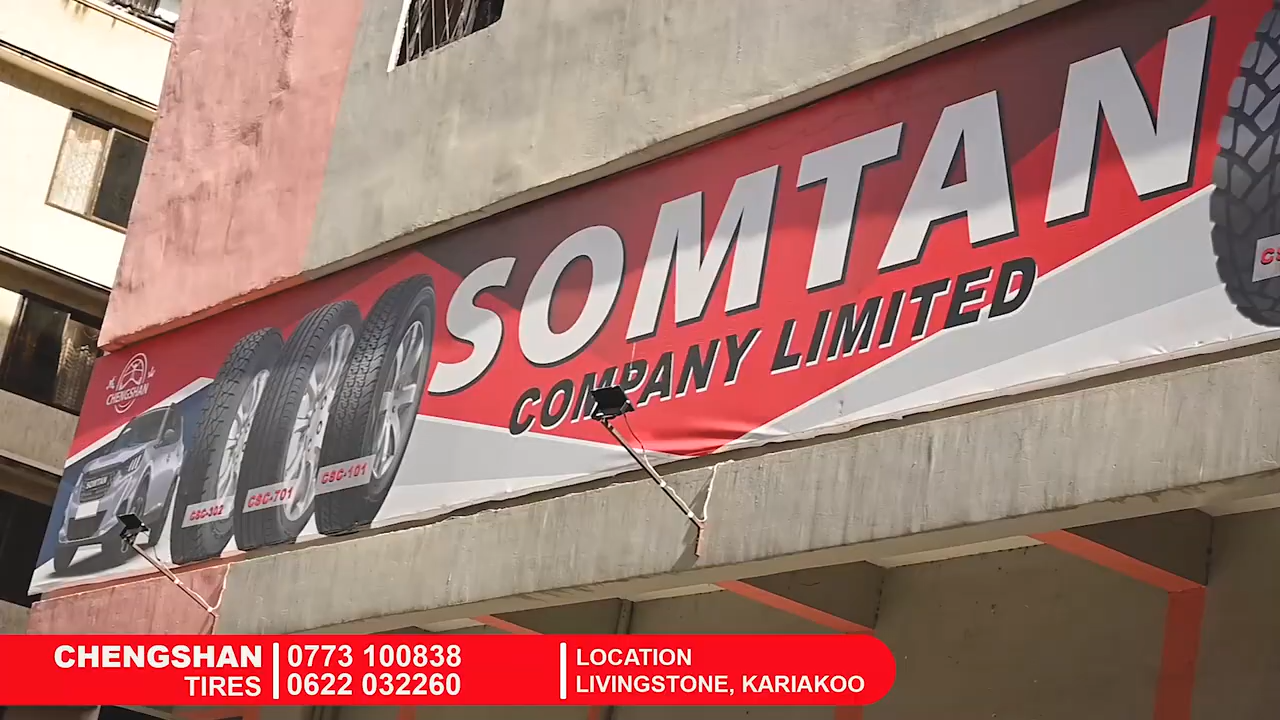 SOMTAN
COMPANY LIMITED
CHENGSHAN
SOMTAN
CSC-302
CSC-701
CSC-101
CHENGSHAN
TIRES
0773 100838
0622 032260
LOCATION
LIVINGSTONE, KARIAKOO